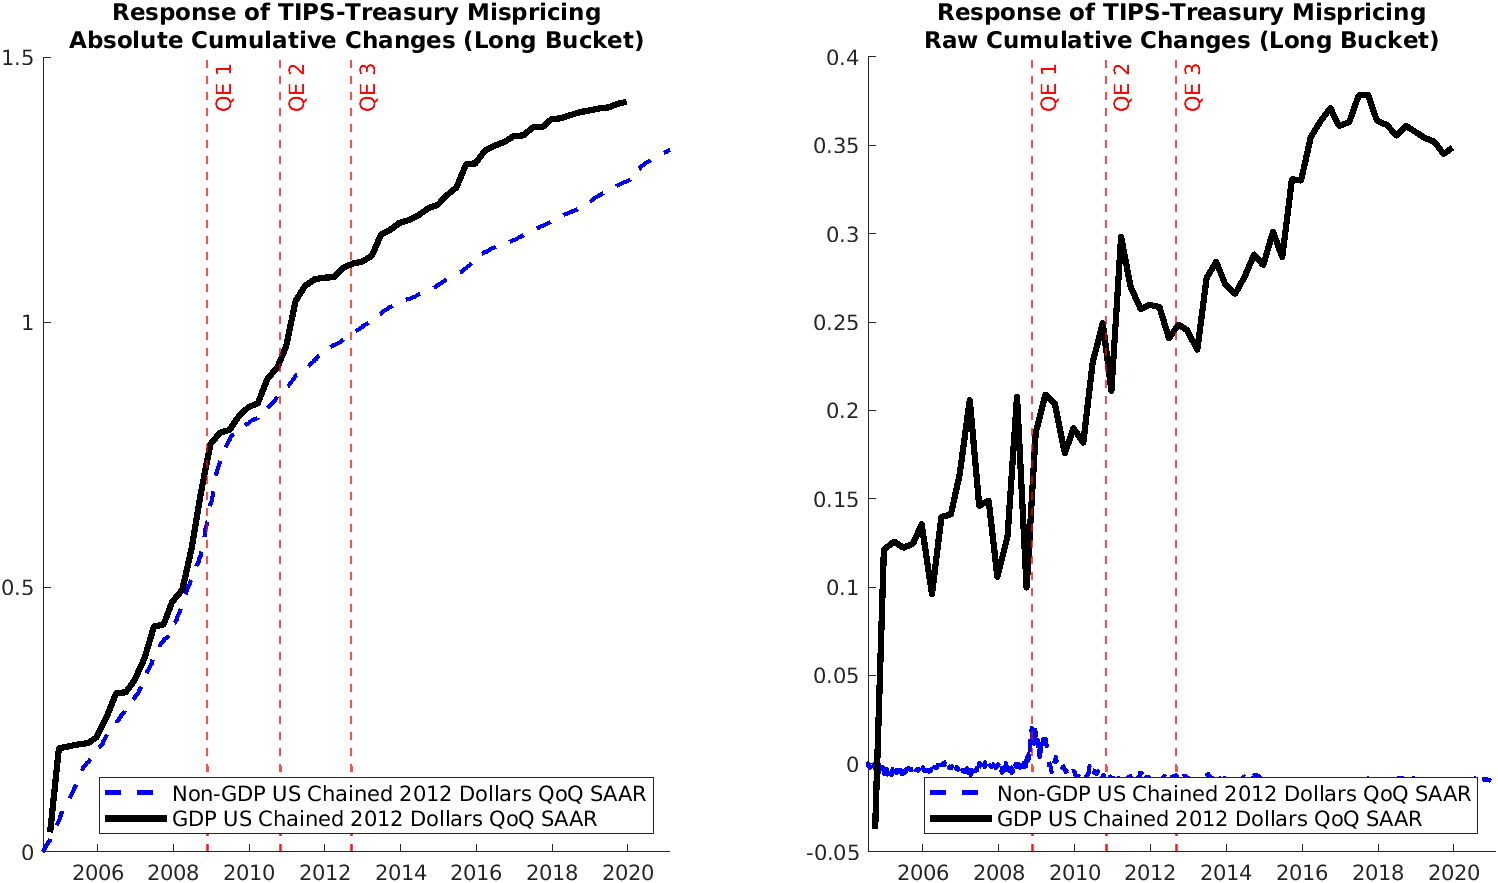 Response of TIPS-Treasury Mispricing
Absolute Cumulative Changes (Long Bucket)
1.5
1
0.5
0
QE 1
QE 2
QE 3
Non-GDP US Chained 2012 Dollars QoQ SAAR
GDP US Chained 2012 Dollars QoQ SAAR
2006 2008 2010 2012 2014 2016 2018 2020
Response of TIPS-Treasury Mispricing
Raw Cumulative Changes (Long Bucket)
0.4
0.35
0.3
0.25
0.2
0.15
0.1
0.05
0
-0.05
QE 1
QE 2
QE 3
Non-GDP US Chained 2012 Dollars QoQ SAAR
GDP US Chained 2012 Dollars QoQ SAAR
2006 2008 2010 2012 2014 2016 2018 2020